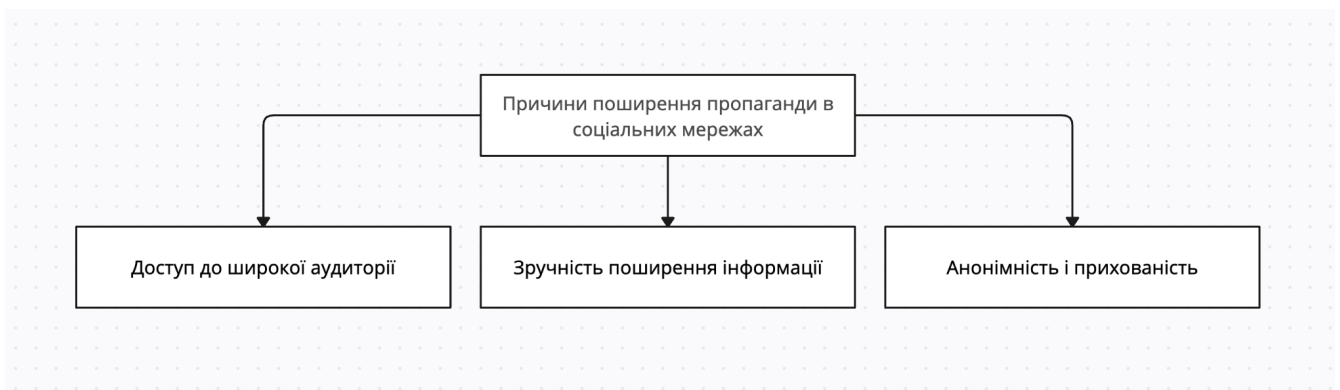 Причини поширення пропаганди в
соціальних мережах
Доступ до широкої аудиторії
Зручність поширення інформації
Анонімність і прихованість